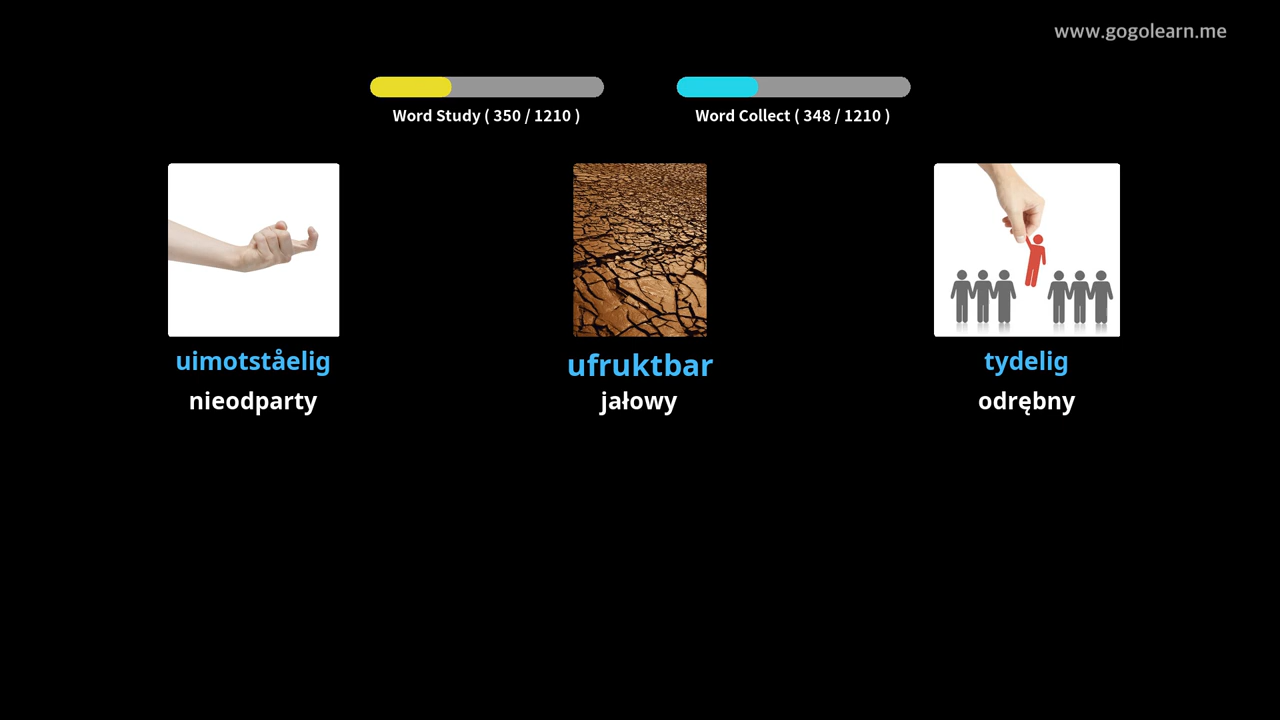 www.gogolearn.me
Word Study ( 350 / 1210 )
Word Collect ( 348 / 1210 )
uimotståelig
nieodparty
ufruktbar
jałowy
tydelig
odrębny